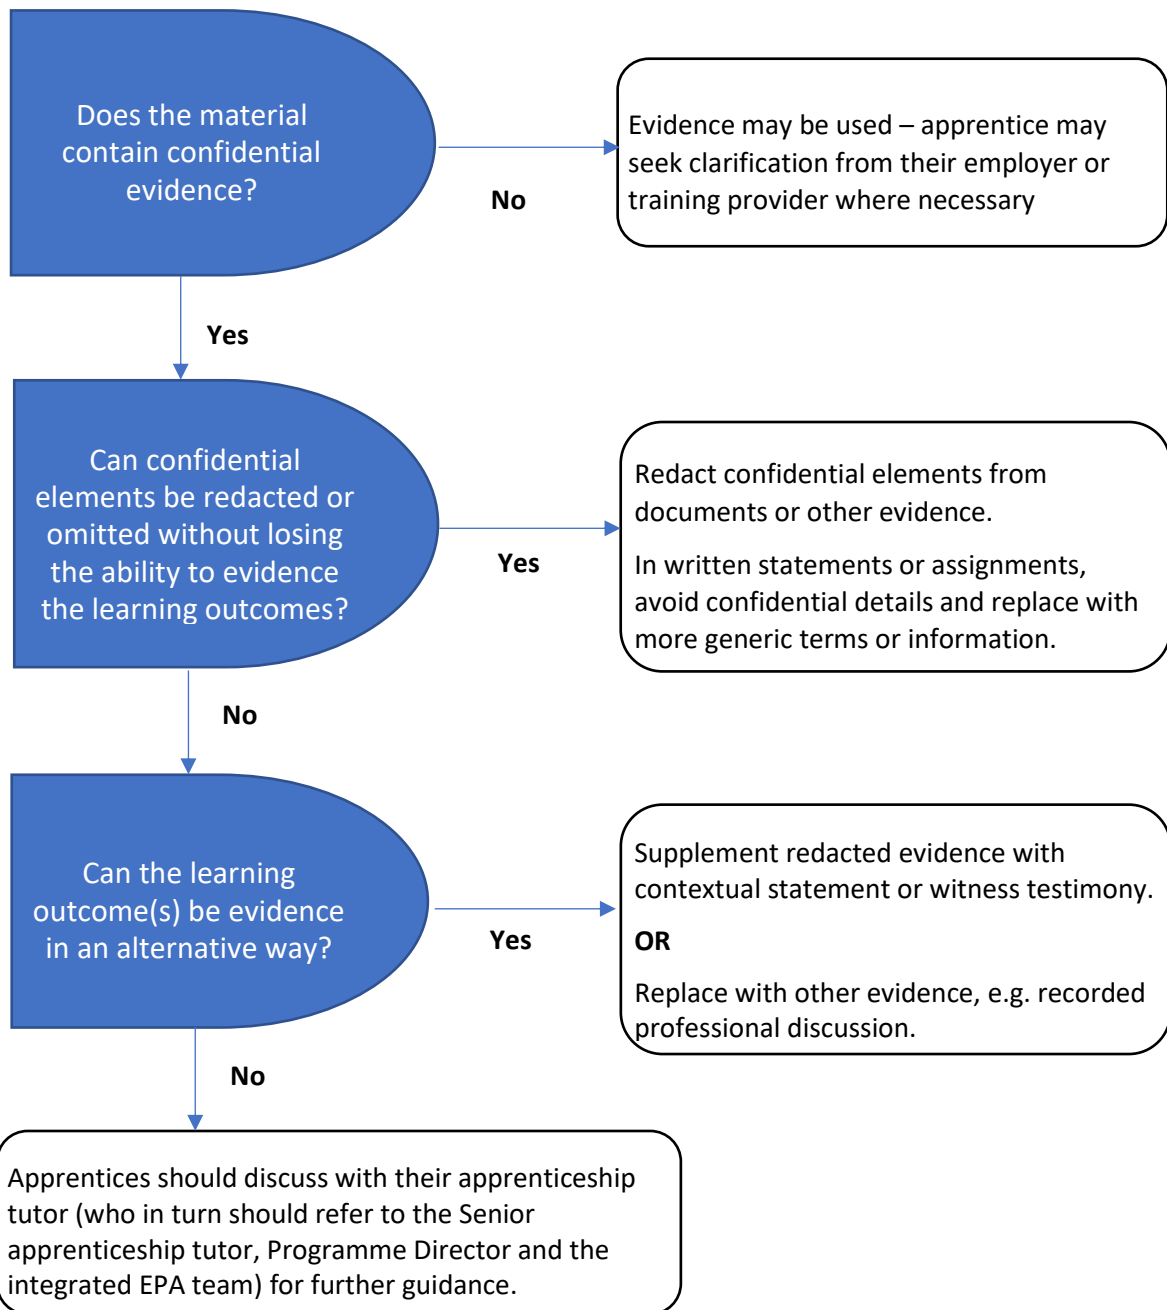 Does the material
contain confidential
evidence?
No
Evidence may be used – apprentice may
seek clarification from their employer or
training provider where necessary
Yes
Can confidential
elements be redacted or
omitted without losing
the ability to evidence
the learning outcomes?
Yes
Redact confidential elements from
documents or other evidence.
In written statements or assignments,
avoid confidential details and replace with
more generic terms or information.
No
Can the learning
outcome(s) be evidence
in an alternative way?
Yes
Supplement redacted evidence with
contextual statement or witness testimony.
OR
Replace with other evidence, e.g. recorded
professional discussion.
No
Apprentices should discuss with their apprenticeship
tutor (who in turn should refer to the Senior
apprenticeship tutor, Programme Director and the
integrated EPA team) for further guidance.